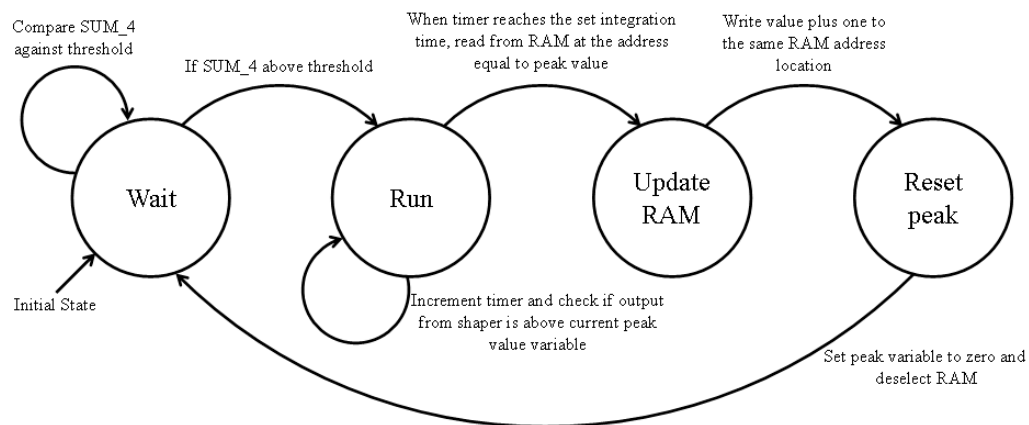 Compare SUM_4
against threshold
If SUM_4 above threshold
When timer reaches the set integration
time, read from RAM at the address
equal to peak value
Write value plus one to
the same RAM address
location
Wait
Run
Update
RAM
Reset
peak
Initial State
Increment timer and check if output
from shaper is above current peak
value variable
Set peak variable to zero and
deselect RAM